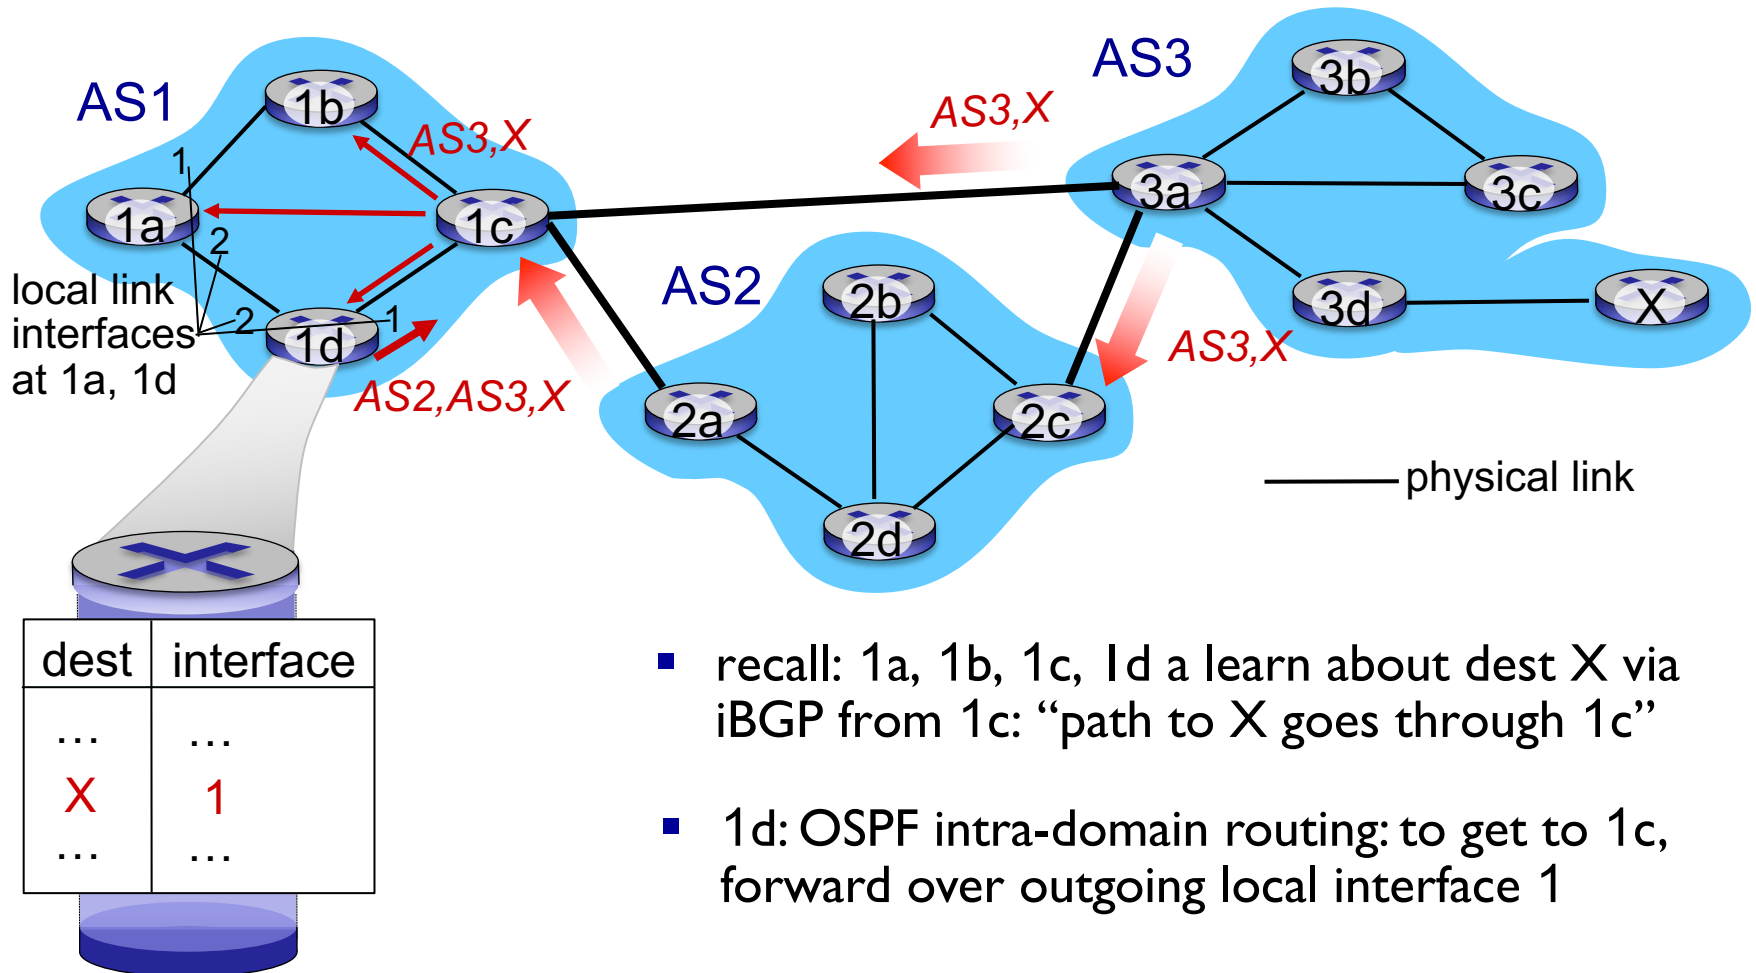 AS1
1b
AS3,X
1
1a
1c
2
local link
interfaces
at 1a, 1d
2
1
1d
AS2,AS3,X
AS3,X
AS3
3b
3a
3c
3d
X
AS3,X
AS2
2b
2a
2c
2d
physical link
dest interface
... ...
X 1
... ...
▪ recall: 1a, 1b, 1c, 1d a learn about dest X via
iBGP from 1c: “path to X goes through 1c”
▪ 1d: OSPF intra-domain routing: to get to 1c,
forward over outgoing local interface 1